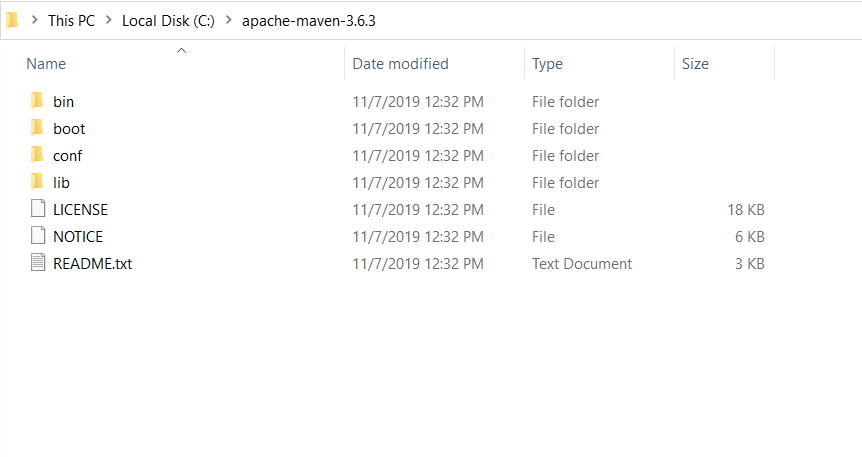 This PC > Local Disk (C:) > apache-maven-3.6.3
Name Date modified Type Size
bin 11/7/2019 12:32 PM File folder
boot 11/7/2019 12:32 PM File folder
conf 11/7/2019 12:32 PM File folder
lib 11/7/2019 12:32 PM File folder
LICENSE 11/7/2019 12:32 PM File 18 KB
NOTICE 11/7/2019 12:32 PM File 6 KB
README.txt 11/7/2019 12:32 PM Text Document 3 KB